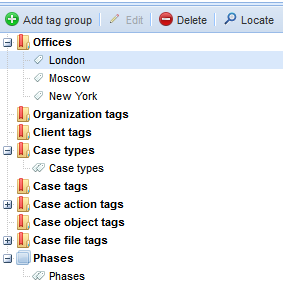 Add tag group Edit Delete Locate
Offices
London
Moscow
New York
Organization tags
Client tags
Case types
Case types
Case tags
Case action tags
Case object tags
Case file tags
Phases
Phases